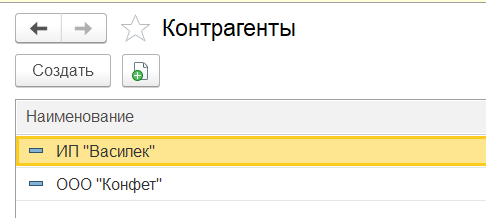 Контрагенты
Создать
Наименование
ИП "Василек"
ООО "Конфет"